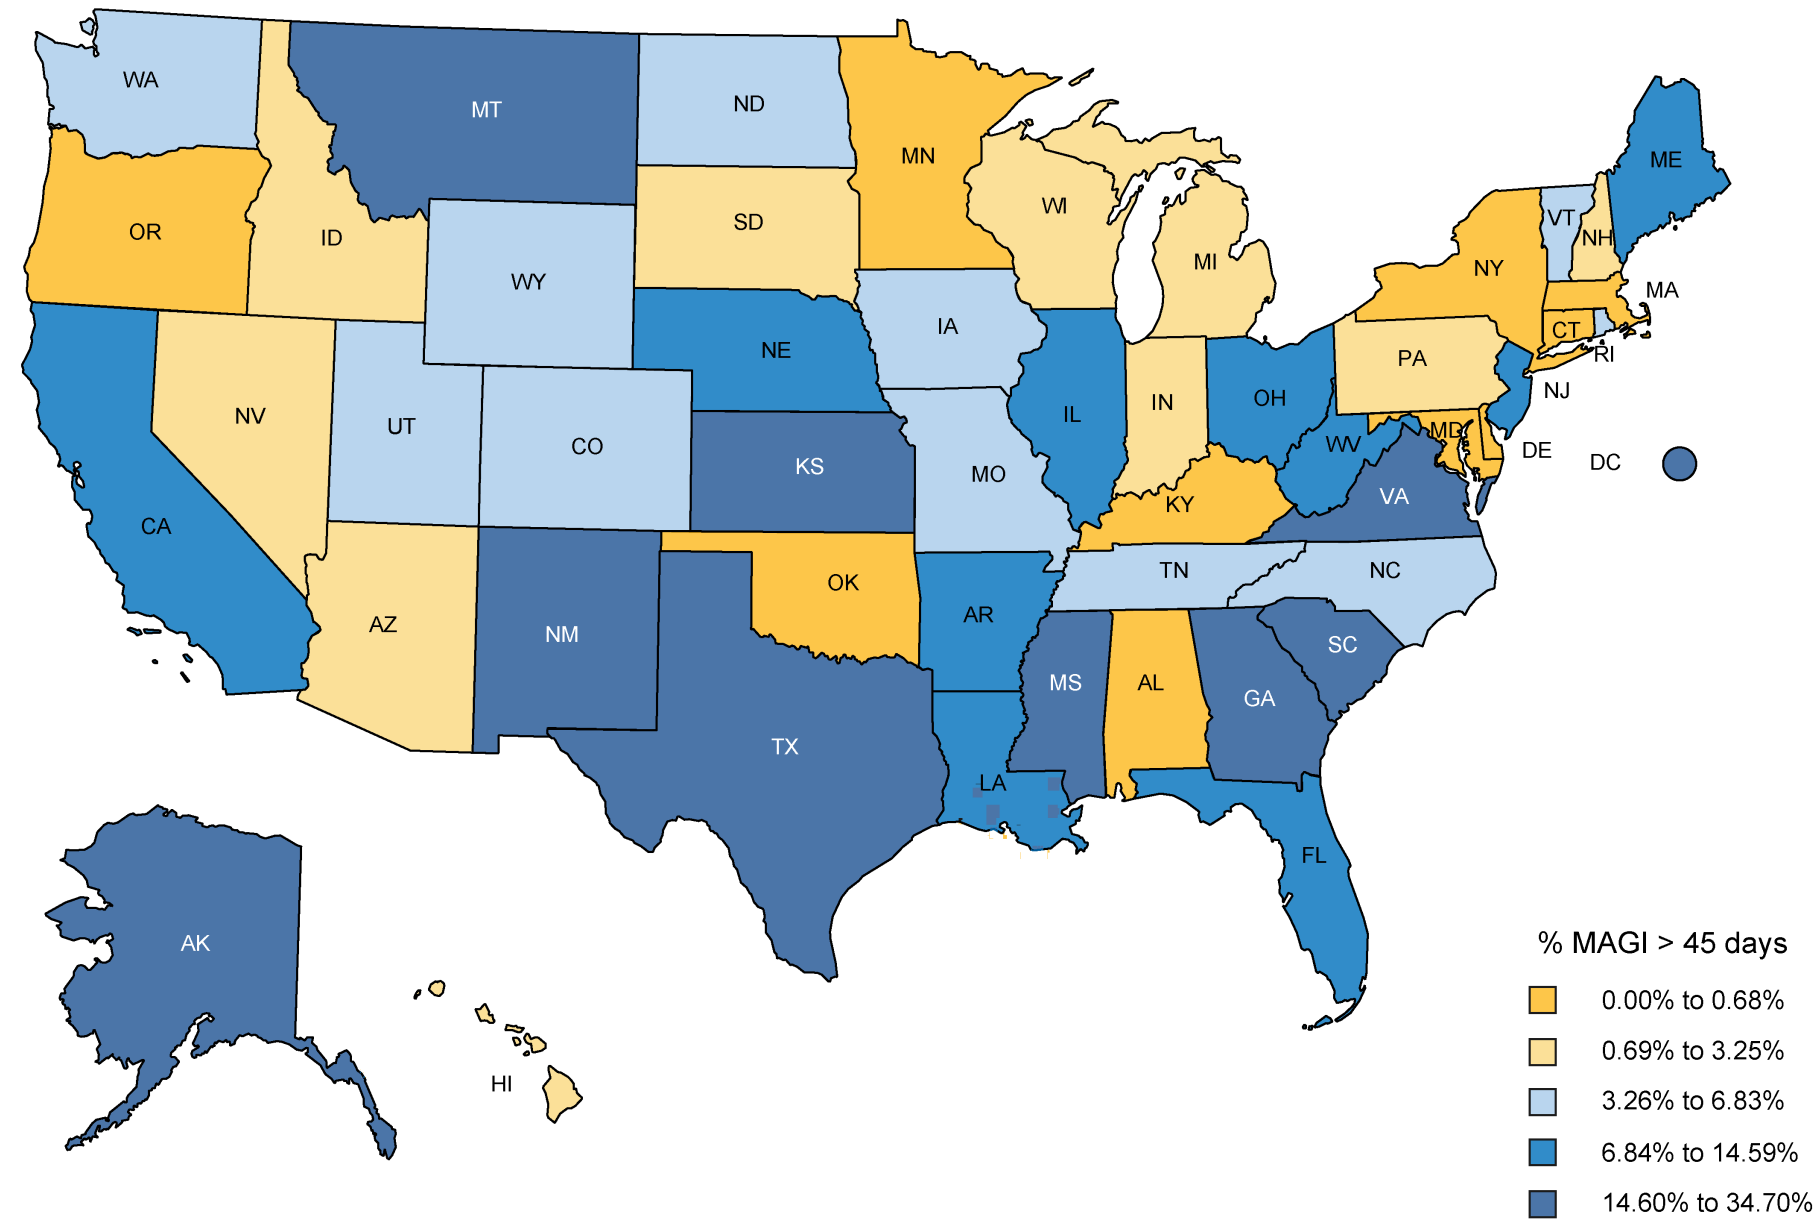 WA
MT
ND
MN
ME
OR
ID
SD
WI
MI
VT
NH
NY
MA
WY
IA
NE
CT
RI
PA
NJ
NV
UT
CO
KS
MO
IL
IN
OH
WV
MD
DE
DC
CA
VA
KY
AZ
NM
OK
AR
TN
NC
TX
LA
MS
AL
GA
SC
FL
AK
HI
% MAGI > 45 days
0.00% to 0.68%
0.69% to 3.25%
3.26% to 6.83%
6.84% to 14.59%
14.60% to 34.70%